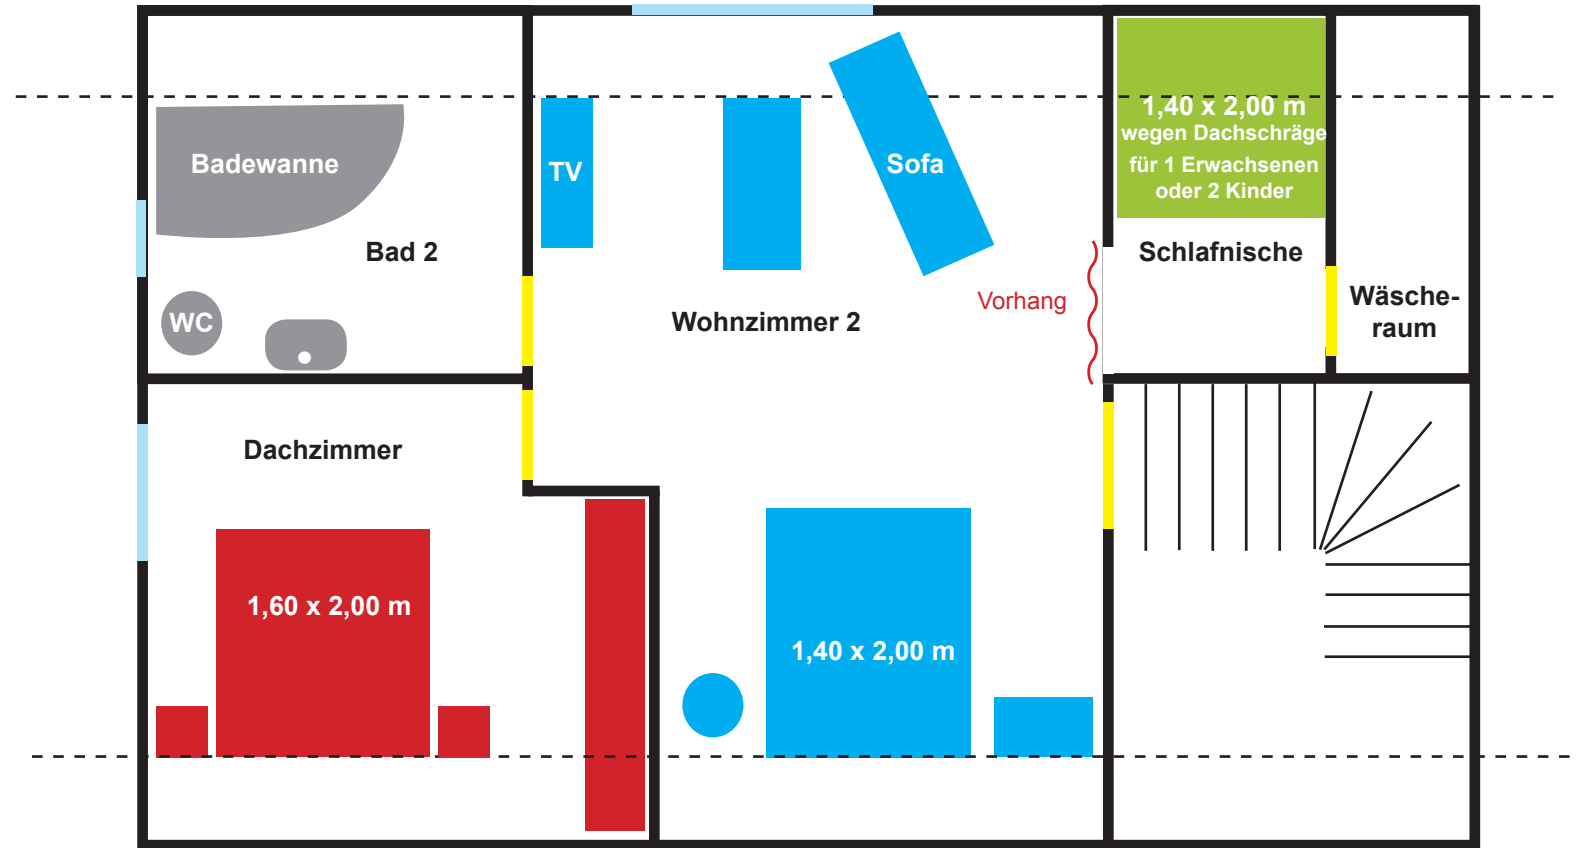 1,40 x 2,00 m
wegen Dachschräge
für 1 Erwachsenen
oder 2 Kinder
Badewanne
TV
Sofa
Bad 2
Schlafnische
Vorhang
Wäsche-
raum
WC
Wohnzimmer 2
Dachzimmer
1,60 x 2,00 m
1,40 x 2,00 m